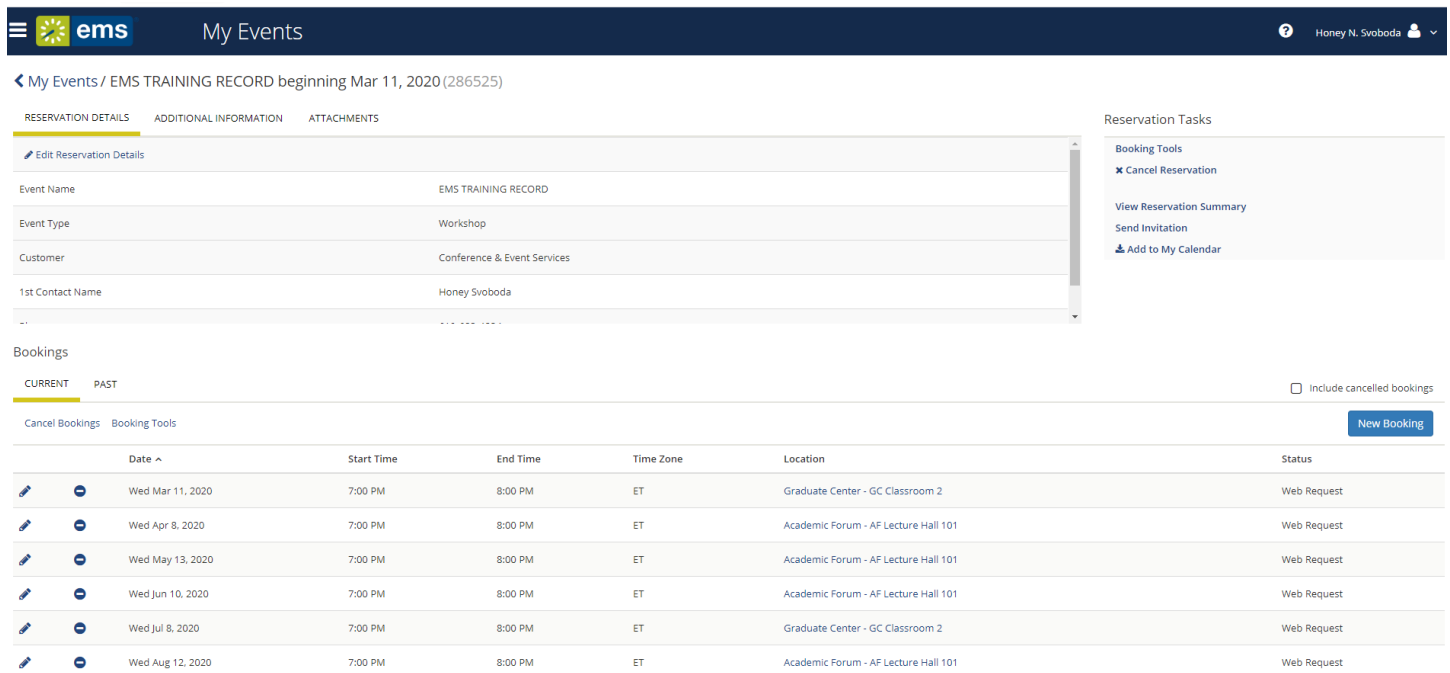 ems My Events Honey N. Svoboda
My Events / EMS TRAINING RECORD beginning Mar 11, 2020 (286525)
RESERVATION DETAILS ADDITIONAL INFORMATION ATTACHMENTS
Reservation Tasks
Edit Reservation Details
Booking Tools
Cancel Reservation
View Reservation Summary
Send Invitation
Add to My Calendar
Event Name EMS TRAINING RECORD
Event Type Workshop
Customer Conference & Event Services
1st Contact Name Honey Svoboda
Bookings
CURRENT PAST
Include cancelled bookings
Cancel Bookings Booking Tools New Booking
Date Start Time End Time Time Zone Location Status
Wed Mar 11, 2020 7:00 PM 8:00 PM ET Graduate Center - GC Classroom 2 Web Request
Wed Apr 8, 2020 7:00 PM 8:00 PM ET Academic Forum - AF Lecture Hall 101 Web Request
Wed May 13, 2020 7:00 PM 8:00 PM ET Academic Forum - AF Lecture Hall 101 Web Request
Wed Jun 10, 2020 7:00 PM 8:00 PM ET Academic Forum - AF Lecture Hall 101 Web Request
Wed Jul 8, 2020 7:00 PM 8:00 PM ET Graduate Center - GC Classroom 2 Web Request
Wed Aug 12, 2020 7:00 PM 8:00 PM ET Academic Forum - AF Lecture Hall 101 Web Request